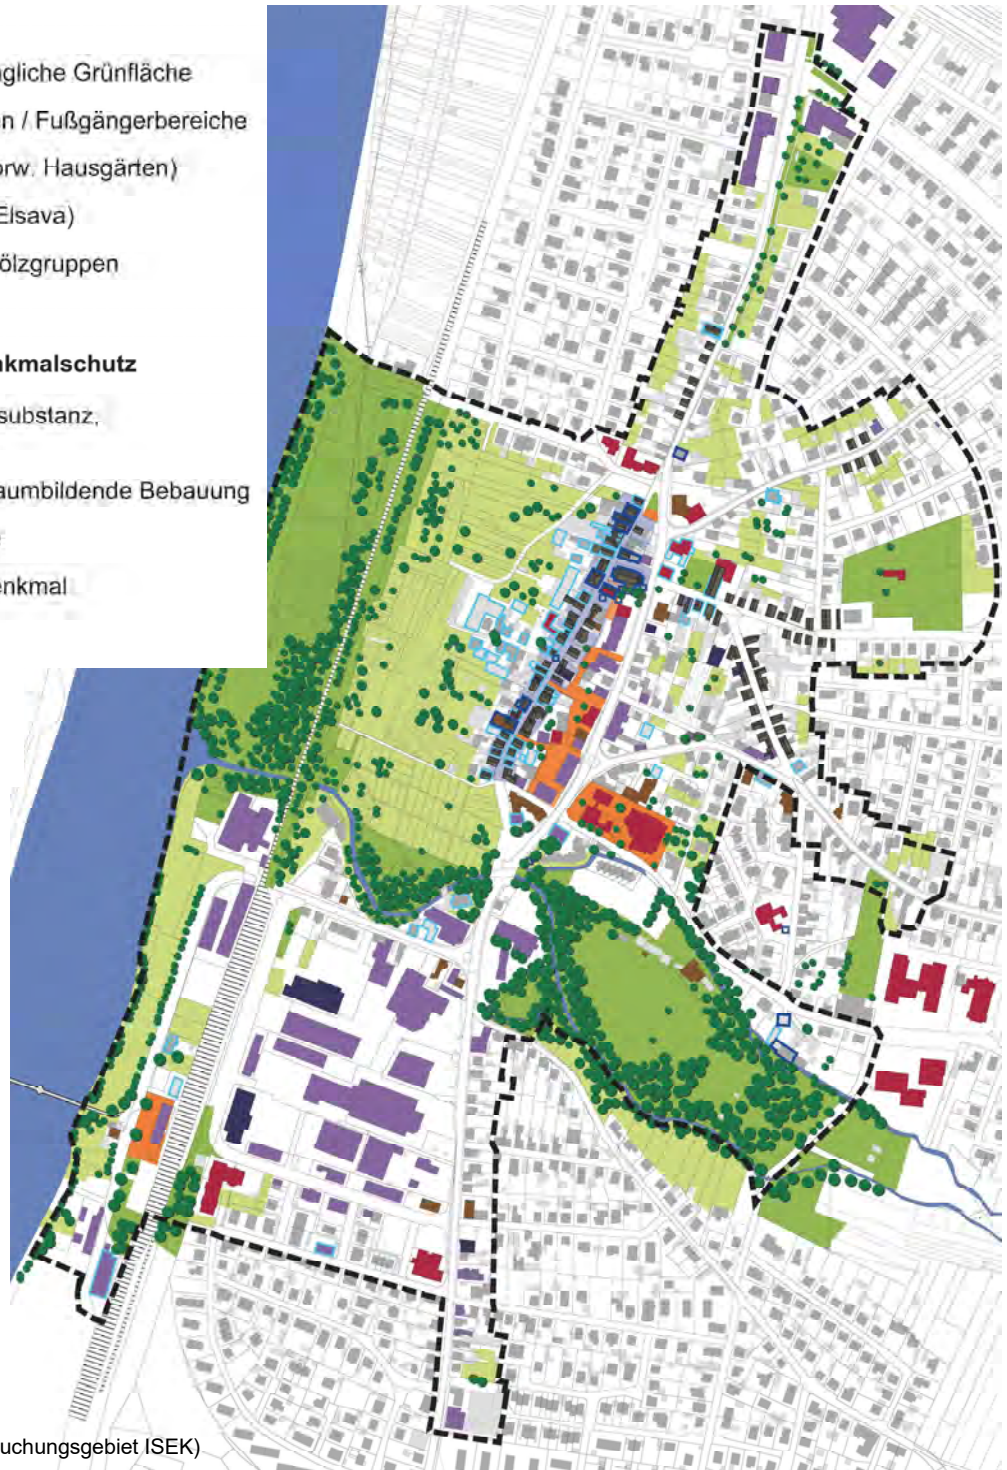 gliche Grünfläche
n / Fußgängerbereiche
orw. Hausgärten)
Elsava)
ölzgruppen
kmalschutz
substanz,
aumbildende Bebauung
enkmal
uchungsgebiet ISEK)